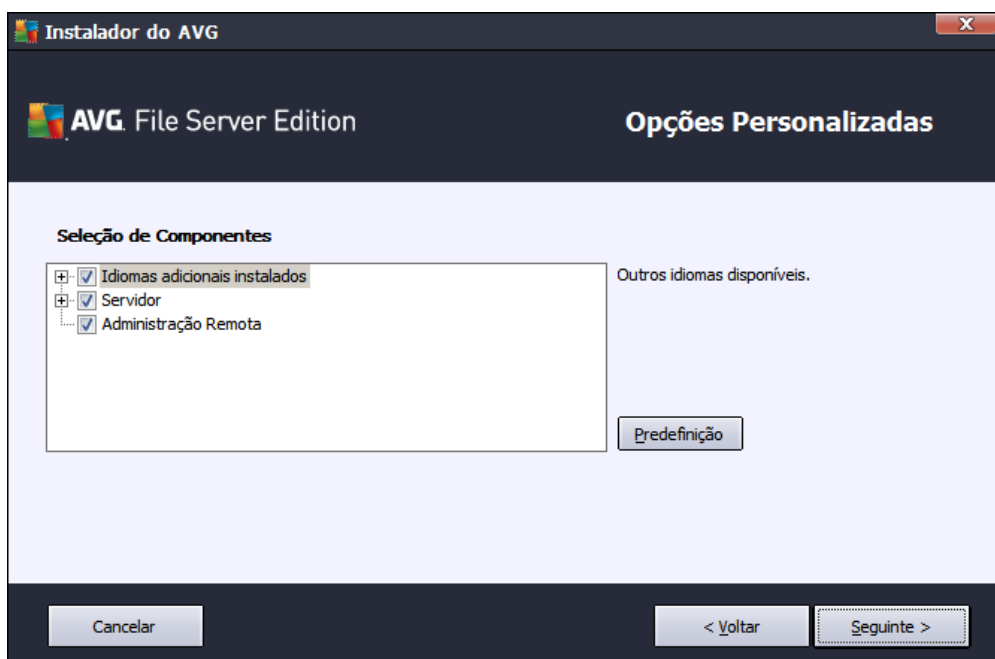 Instalador do AVG
AVG. File Server Edition
Opções Personalizadas
Seleção de Componentes
Idiomas adicionais instalados
Servidor
Administração Remota
Outros idiomas disponíveis.
Predefinição
Cancelar
< Voltar
Seguinte >